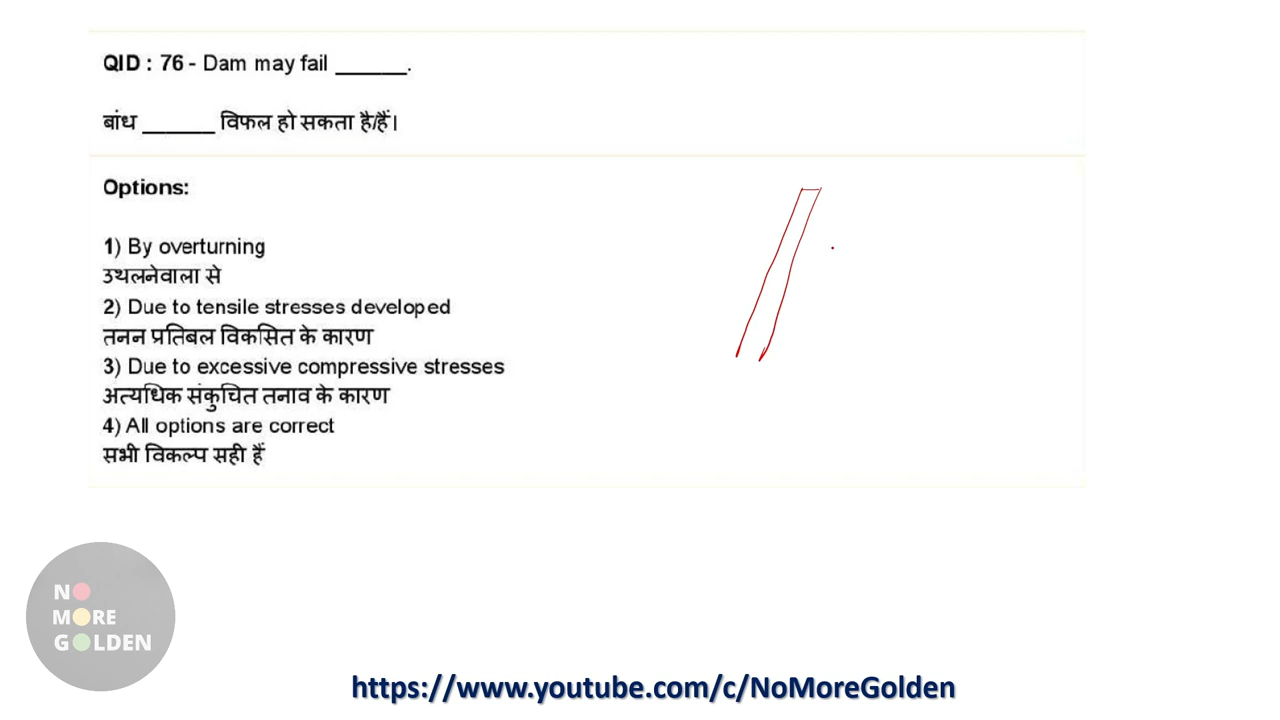 QID : 76 - Dam may fail ______.
बांध ______ विफल हो सकता है/हैं।
Options:
1) By overturning
उथलनेवाला से
2) Due to tensile stresses developed
तनन प्रतिबल विकसित के कारण
3) Due to excessive compressive stresses
अत्यधिक संकुचित तनाव के कारण
4) All options are correct
सभी विकल्प सही हैं
NO
MORE
GOLDEN
https://www.youtube.com/c/NoMoreGolden